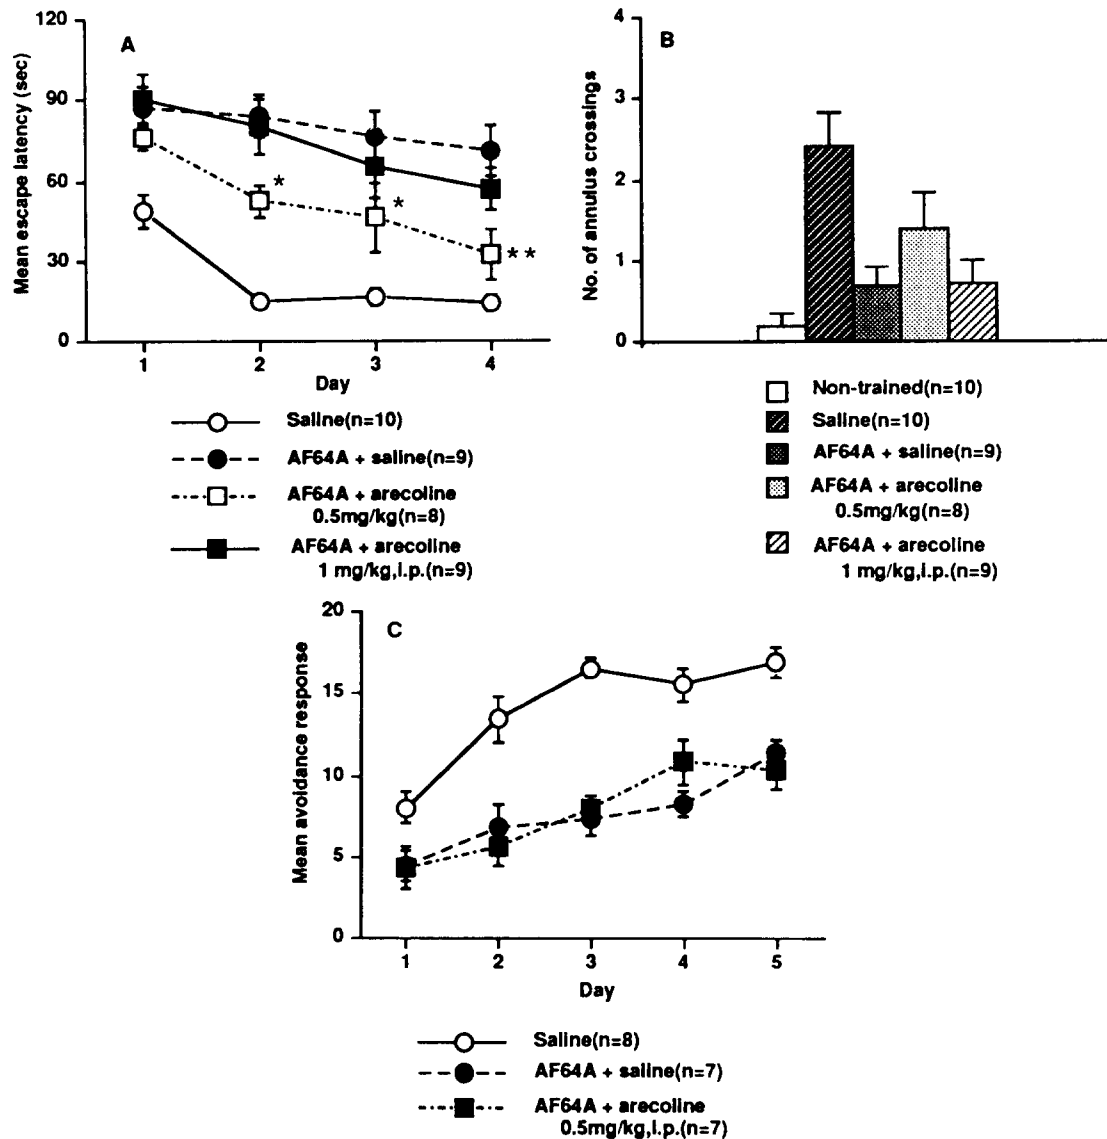 A
Mean escape latency (sec)
120
90
60
30
0
*
*
**
1 2 3 4
Day
Saline(n=10)
AF64A + saline(n=9)
AF64A + arecoline
0.5mg/kg(n=8)
AF64A + arecoline
1 mg/kg,i.p.(n=9)
B
No. of annulus crossings
4
3
2
1
0
Non-trained(n=10)
Saline(n=10)
AF64A + saline(n=9)
AF64A + arecoline
0.5mg/kg(n=8)
AF64A + arecoline
1 mg/kg,i.p.(n=9)
C
Mean avoidance response
20
15
10
5
0
1 2 3 4 5
Day
Saline(n=8)
AF64A + saline(n=7)
AF64A + arecoline
0.5mg/kg,i.p.(n=7)